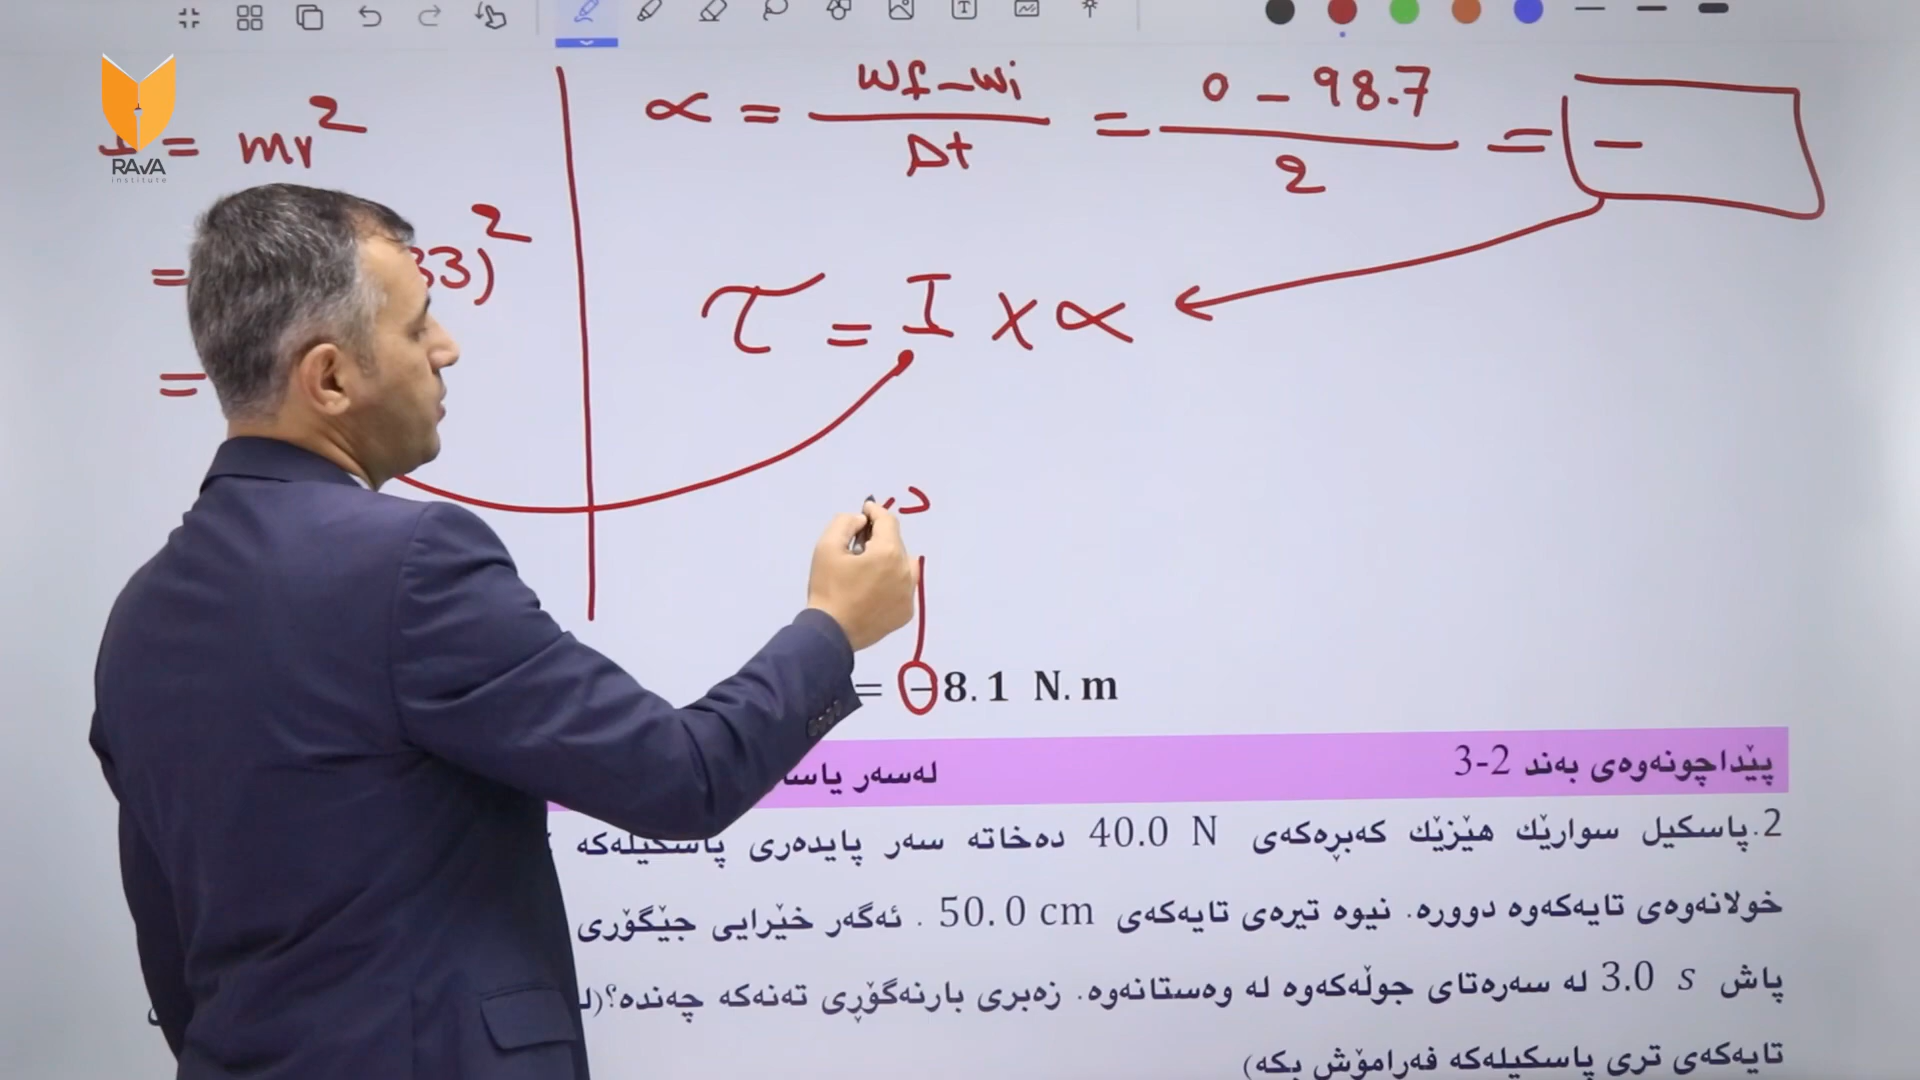 RAVA
institute
I = mr²
= 33)²
=
α = wf – wi / Δt = 0 – 98.7 / 2 = –
τ = I × α
= –8.1 N.m
پێداچونەوەی بەند 2-3 لەسەر یاسا
2.پاسکیل سوارێك هێزێك کەبڕەکەی 40.0 N دەخاتە سەر پایدەری پاسکیلەکە
خولانەوەی تایەکەوە دوورە. نیوە تیرەی تایەکەی 50.0 cm . ئەگەر خێرایی جێگۆڕی
پاش 3.0 s لە سەرەتای جوڵەکەوە لە وەستانەوە. زەبری بارنەگۆڕی تەنەکە چەندە؟(
تایەکەی تری پاسکیلەکە فەرامۆش بکە)